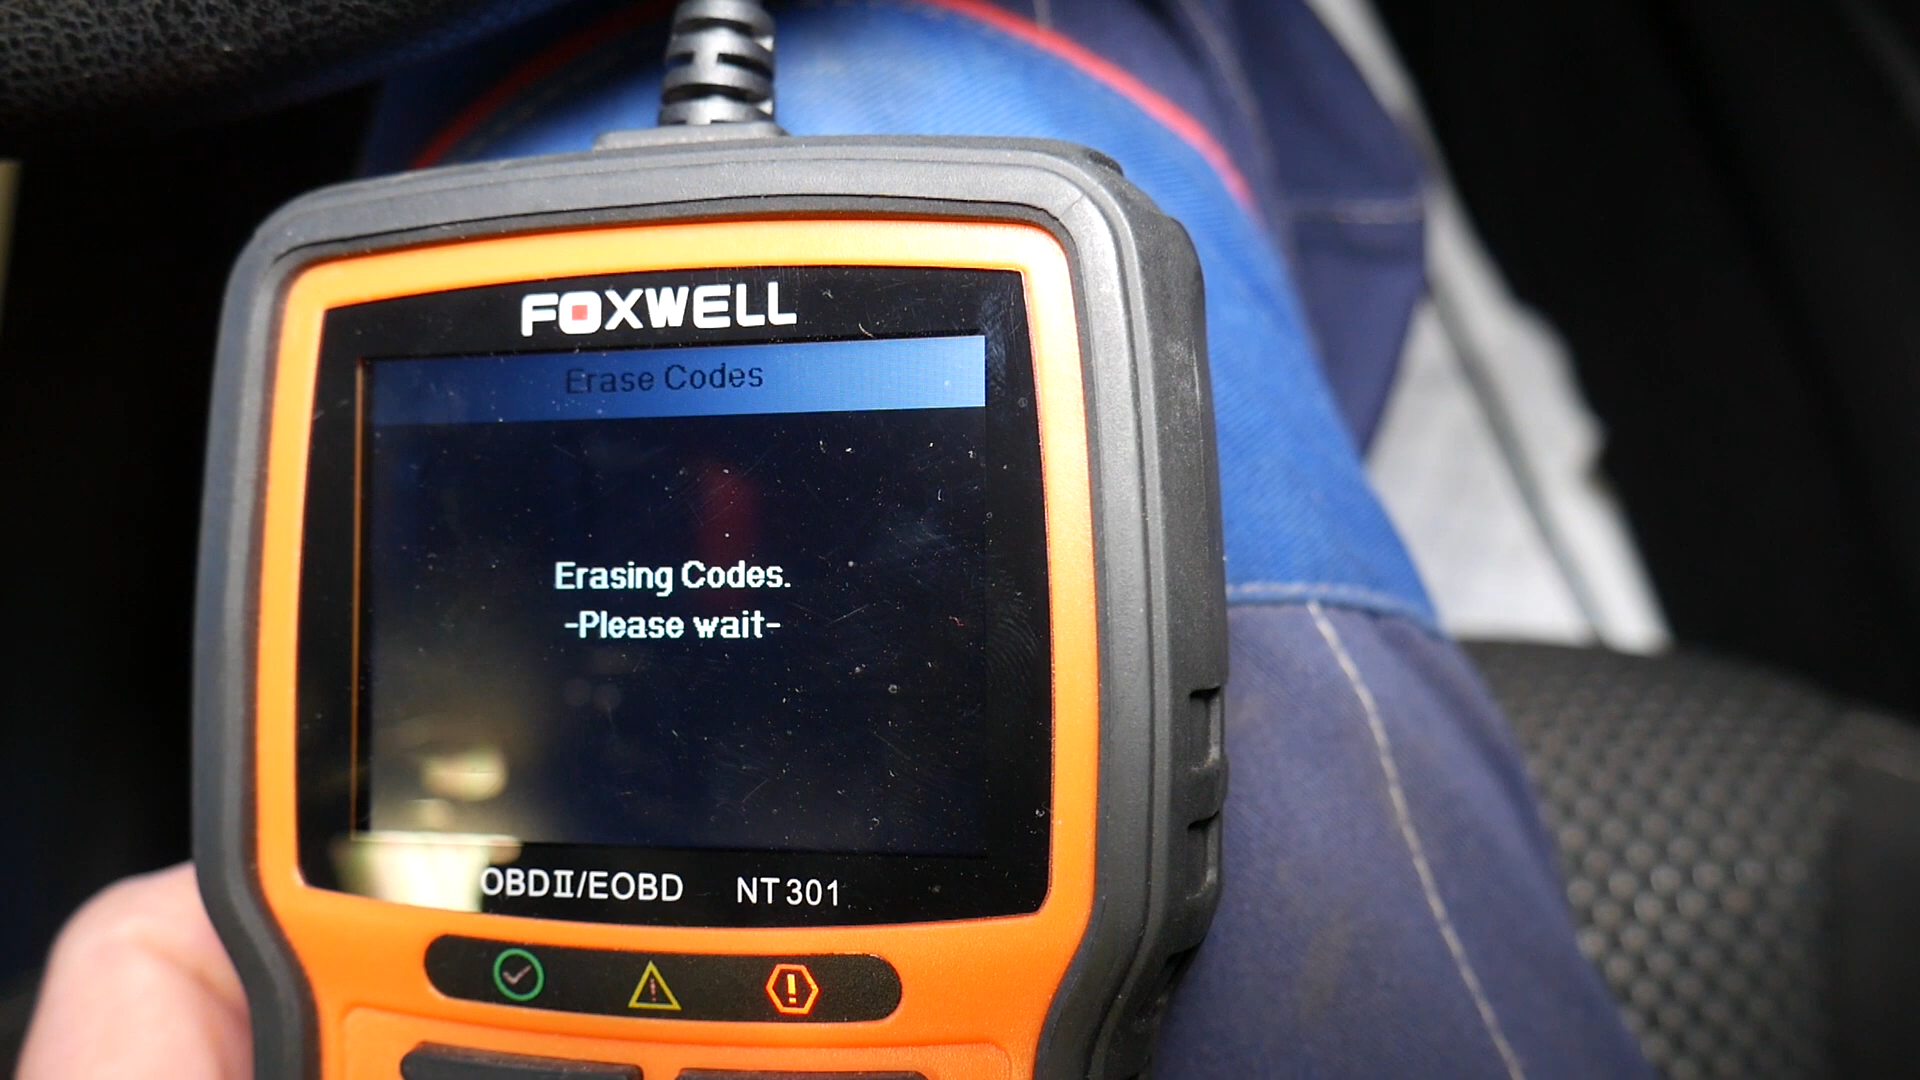 FOXWELL
Erase Codes
Erasing Codes.
-Please wait-
OBDII/EOBD NT301